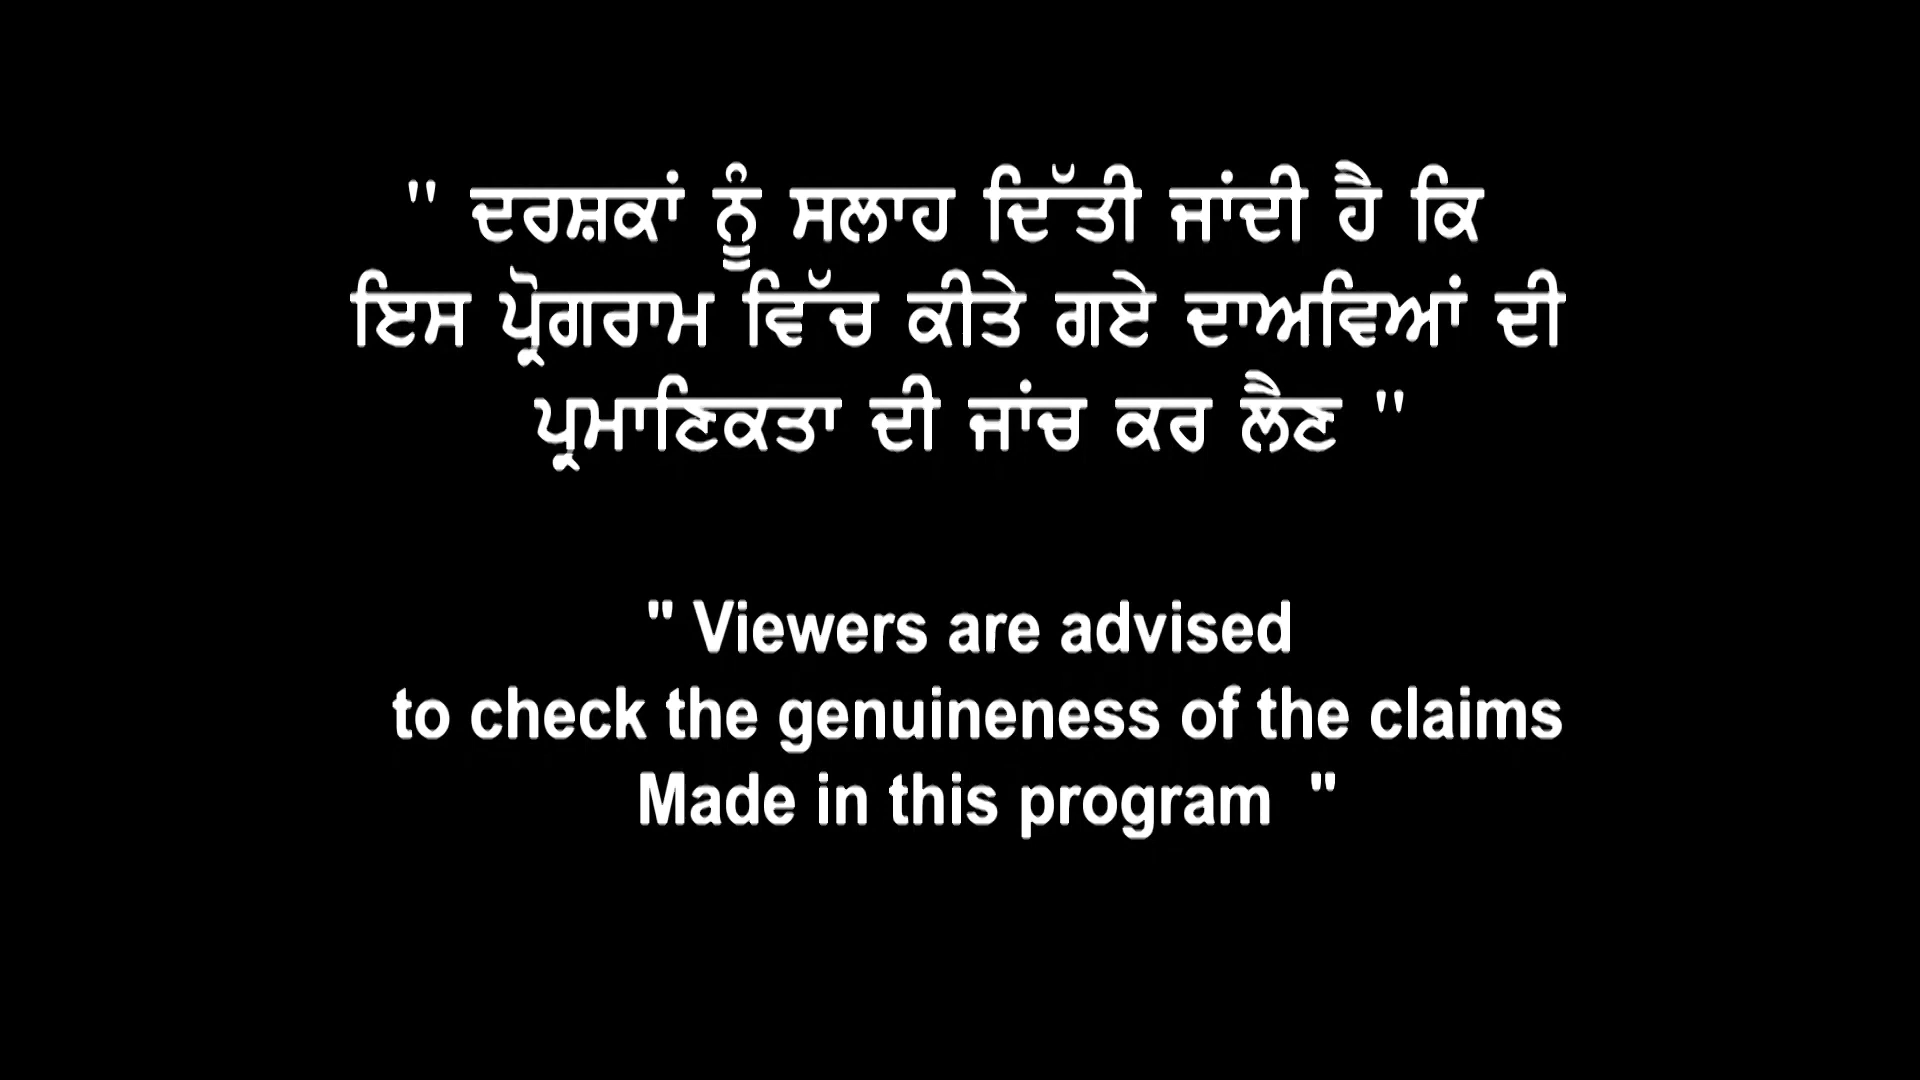 " ਦਰਸ਼ਕਾਂ ਨੂੰ ਸਲਾਹ ਦਿੱਤੀ ਜਾਂਦੀ ਹੈ ਕਿ
ਇਸ ਪ੍ਰੋਗਰਾਮ ਵਿੱਚ ਕੀਤੇ ਗਏ ਦਾਅਵਿਆਂ ਦੀ
ਪ੍ਰਮਾਣਿਕਤਾ ਦੀ ਜਾਂਚ ਕਰ ਲੈਣ "
" Viewers are advised
to check the genuineness of the claims
Made in this program "